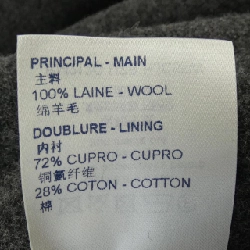 PRINCIPAL - MAIN
主料
100% LAINE - WOOL
绵羊毛
DOUBLURE - LINING
内衬
72% CUPRO - CUPRO
铜氨纤维
28% COTON - COTTON
棉